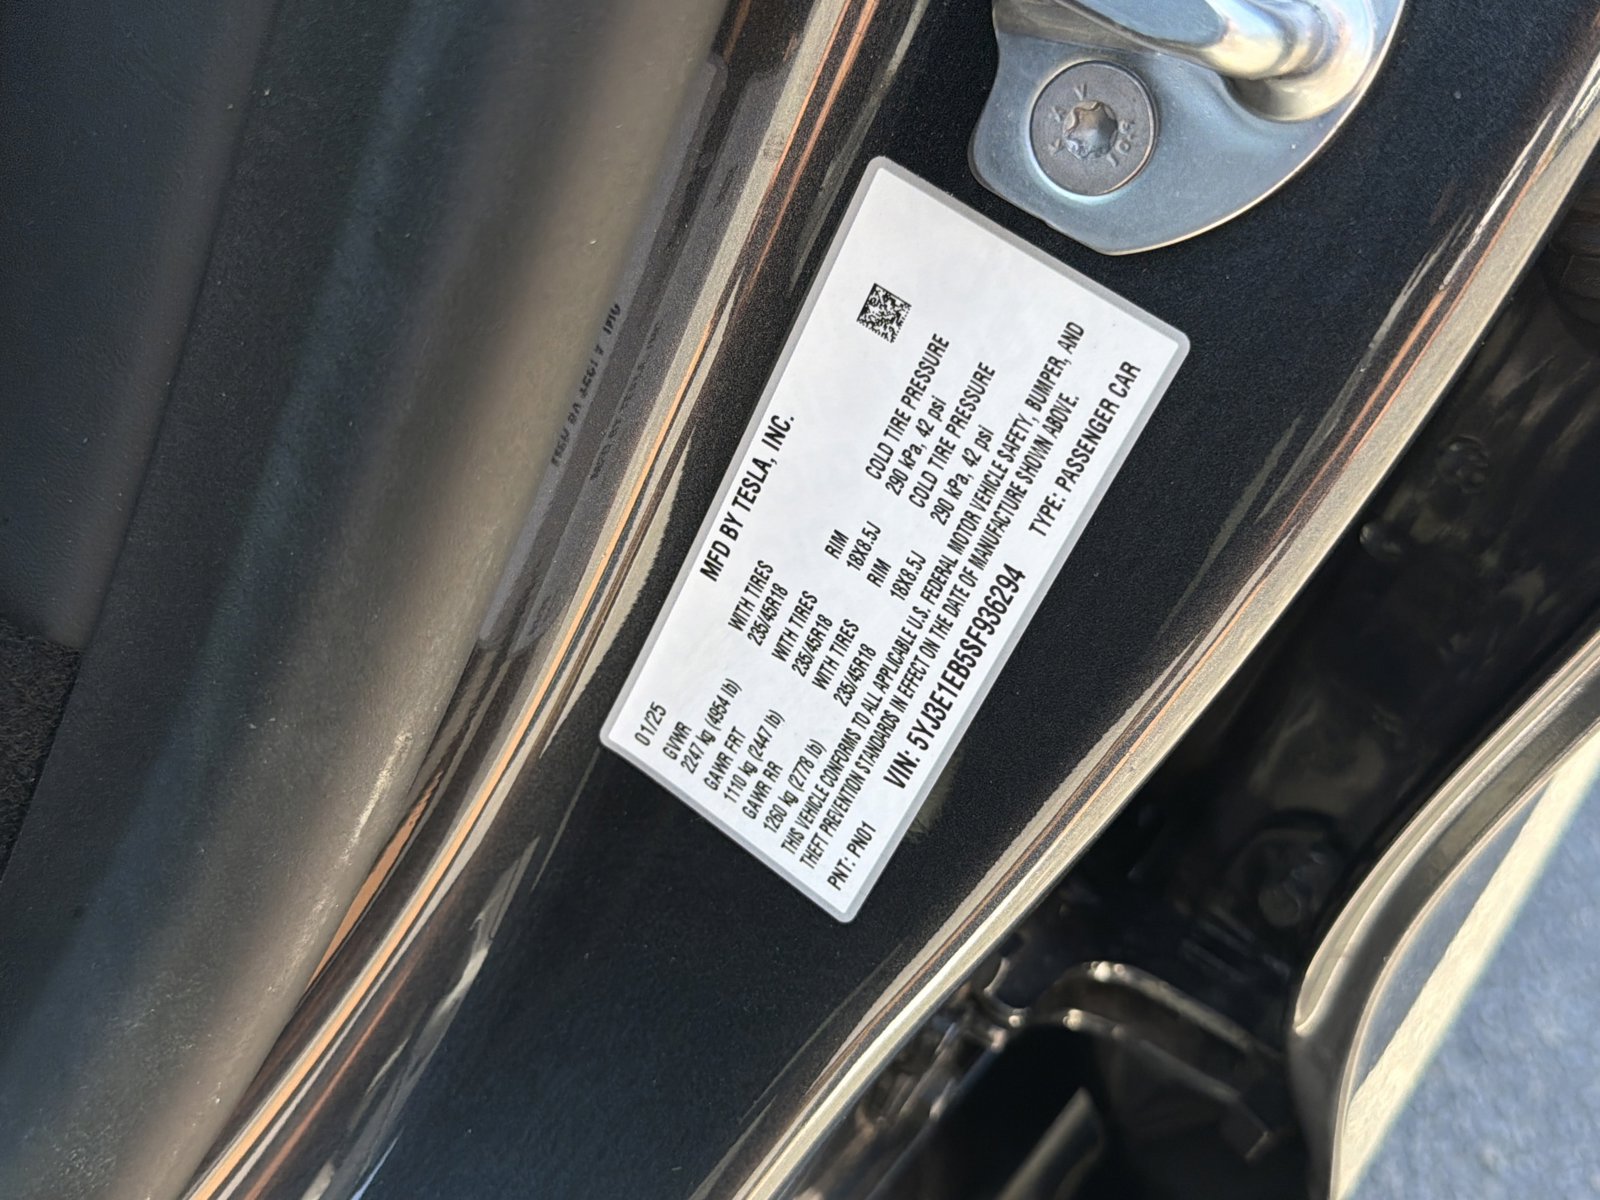 MFD BY TESLA, INC.
01/25
GVWR
2247 kg (4954 lb)
GAWR FRT
WITH TIRES
RIM
COLD TIRE PRESSURE
1110 kg (2447 lb)
235/45R18
18X8.5J
290 kPa, 42 psi
GAWR RR
WITH TIRES
RIM
COLD TIRE PRESSURE
1260 kg (2778 lb)
235/45R18
18X8.5J
290 kPa, 42 psi
WITH TIRES
235/45R18
THIS VEHICLE CONFORMS TO ALL APPLICABLE U.S. FEDERAL MOTOR VEHICLE SAFETY, BUMPER, AND
THEFT PREVENTION STANDARDS IN EFFECT ON THE DATE OF MANUFACTURE SHOWN ABOVE.
PNT: PN01
VIN: 5YJ3E1EB5SF936294
TYPE: PASSENGER CAR